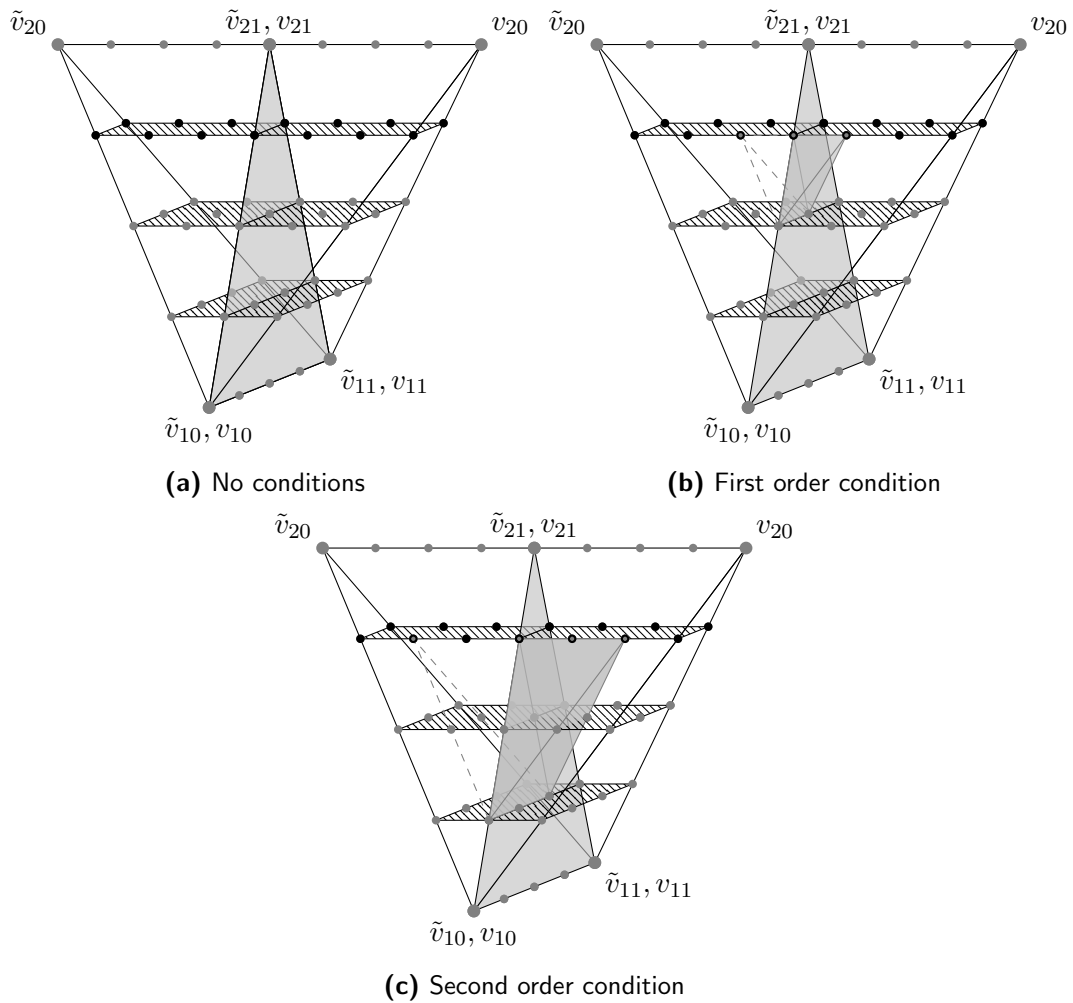 ṽ₂₀ ṽ₂₁, v₂₁ v₂₀ ṽ₂₀ ṽ₂₁, v₂₁ v₂₀
ṽ₁₁, v₁₁ ṽ₁₁, v₁₁
ṽ₁₀, v₁₀ ṽ₁₀, v₁₀
(a) No conditions (b) First order condition
ṽ₂₀ ṽ₂₁, v₂₁ v₂₀
ṽ₁₁, v₁₁
ṽ₁₀, v₁₀
(c) Second order condition